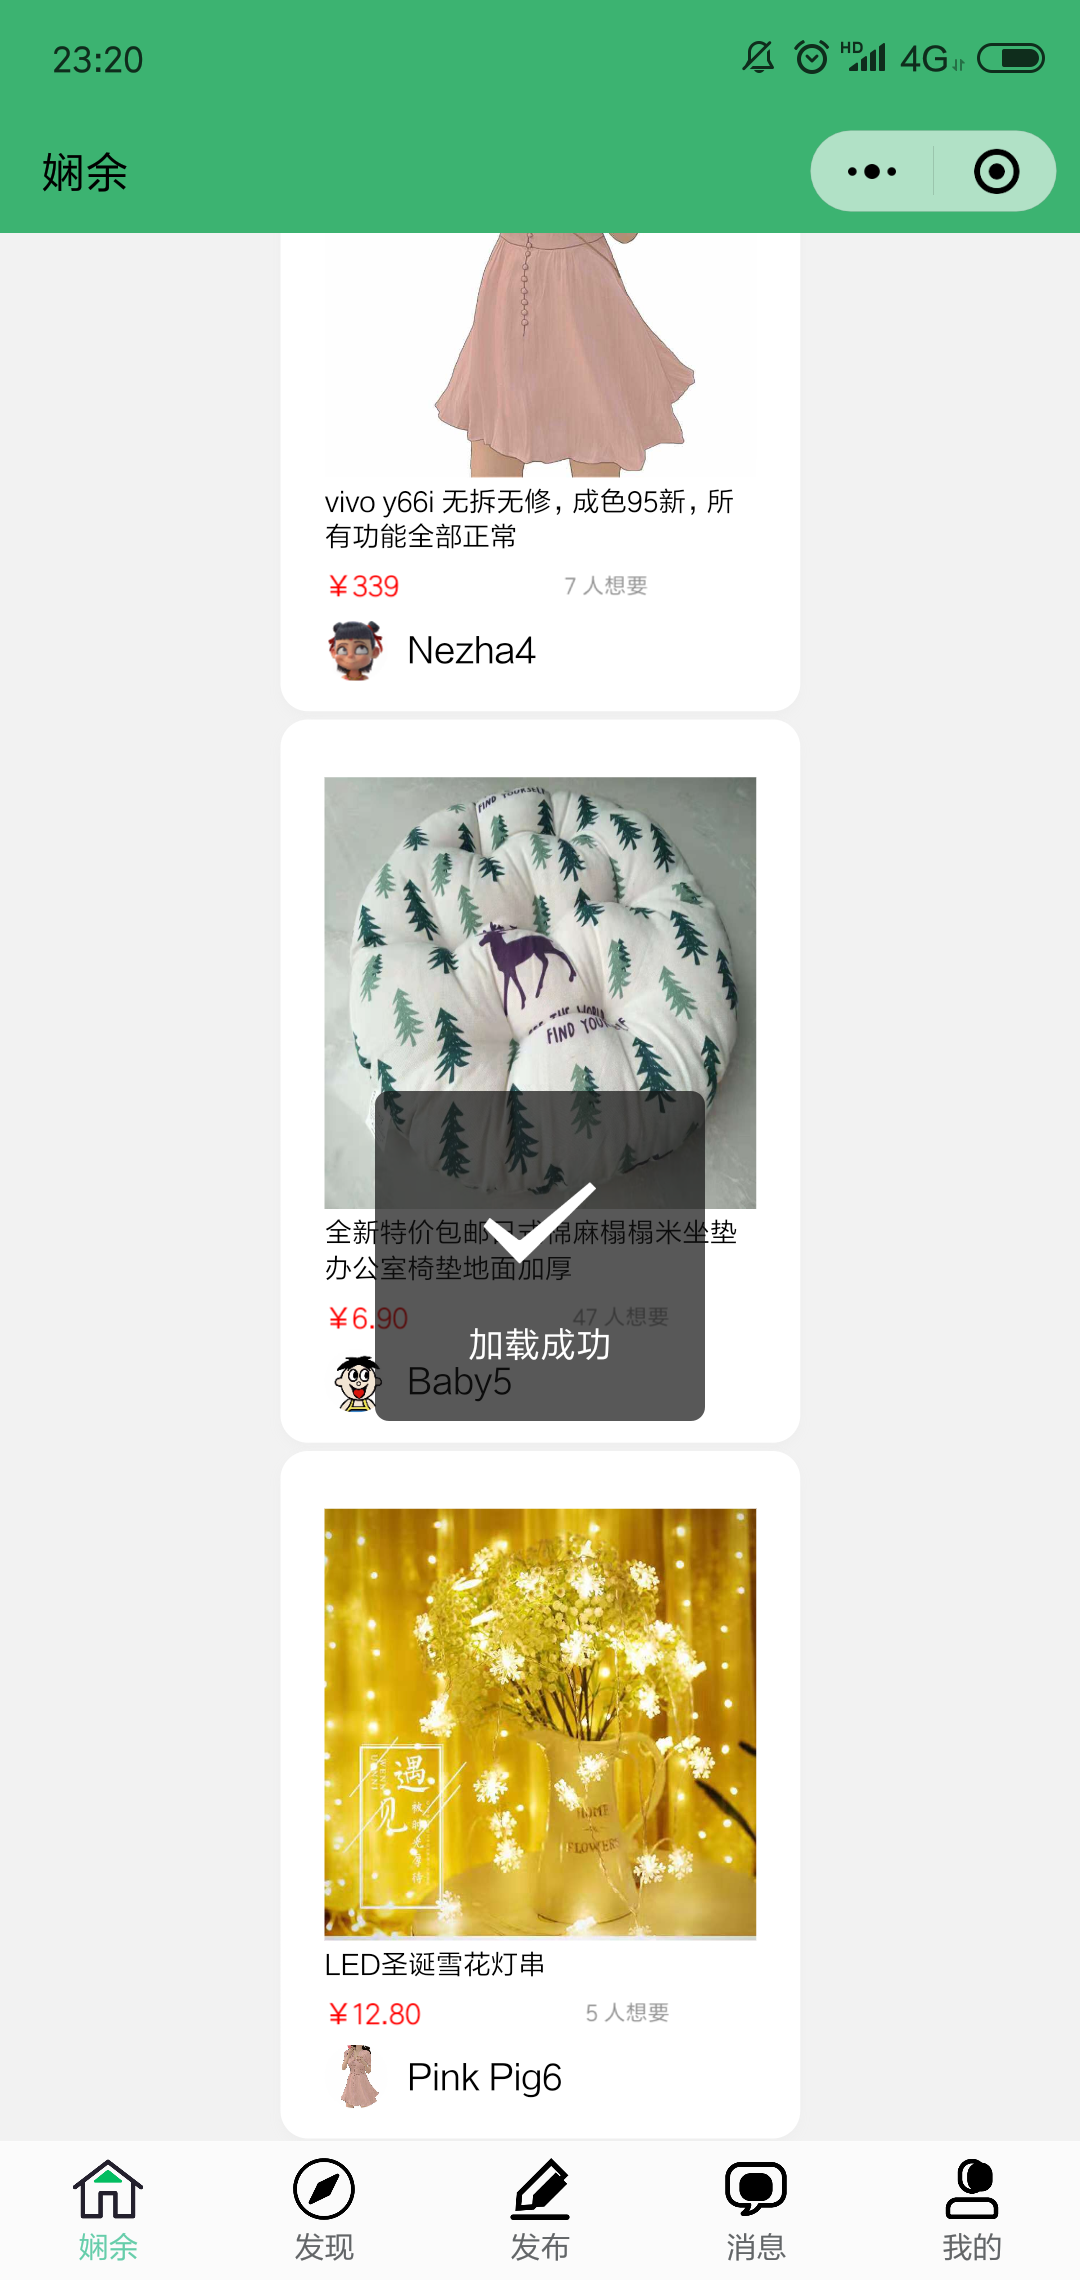 23:20
HD 4G
娴余
vivo y66i 无拆无修，成色95新，所
有功能全部正常
￥339 7 人想要
Nezha4
FIND YOURSELF
FIND
全新特价包邮日式棉麻榻榻米坐垫
办公室椅垫地面加厚
￥6.90 47 人想要
加载成功
Baby5
遇
见
HOME
FLOWERS
LED圣诞雪花灯串
￥12.80 5 人想要
Pink Pig6
娴余 发现 发布 消息 我的